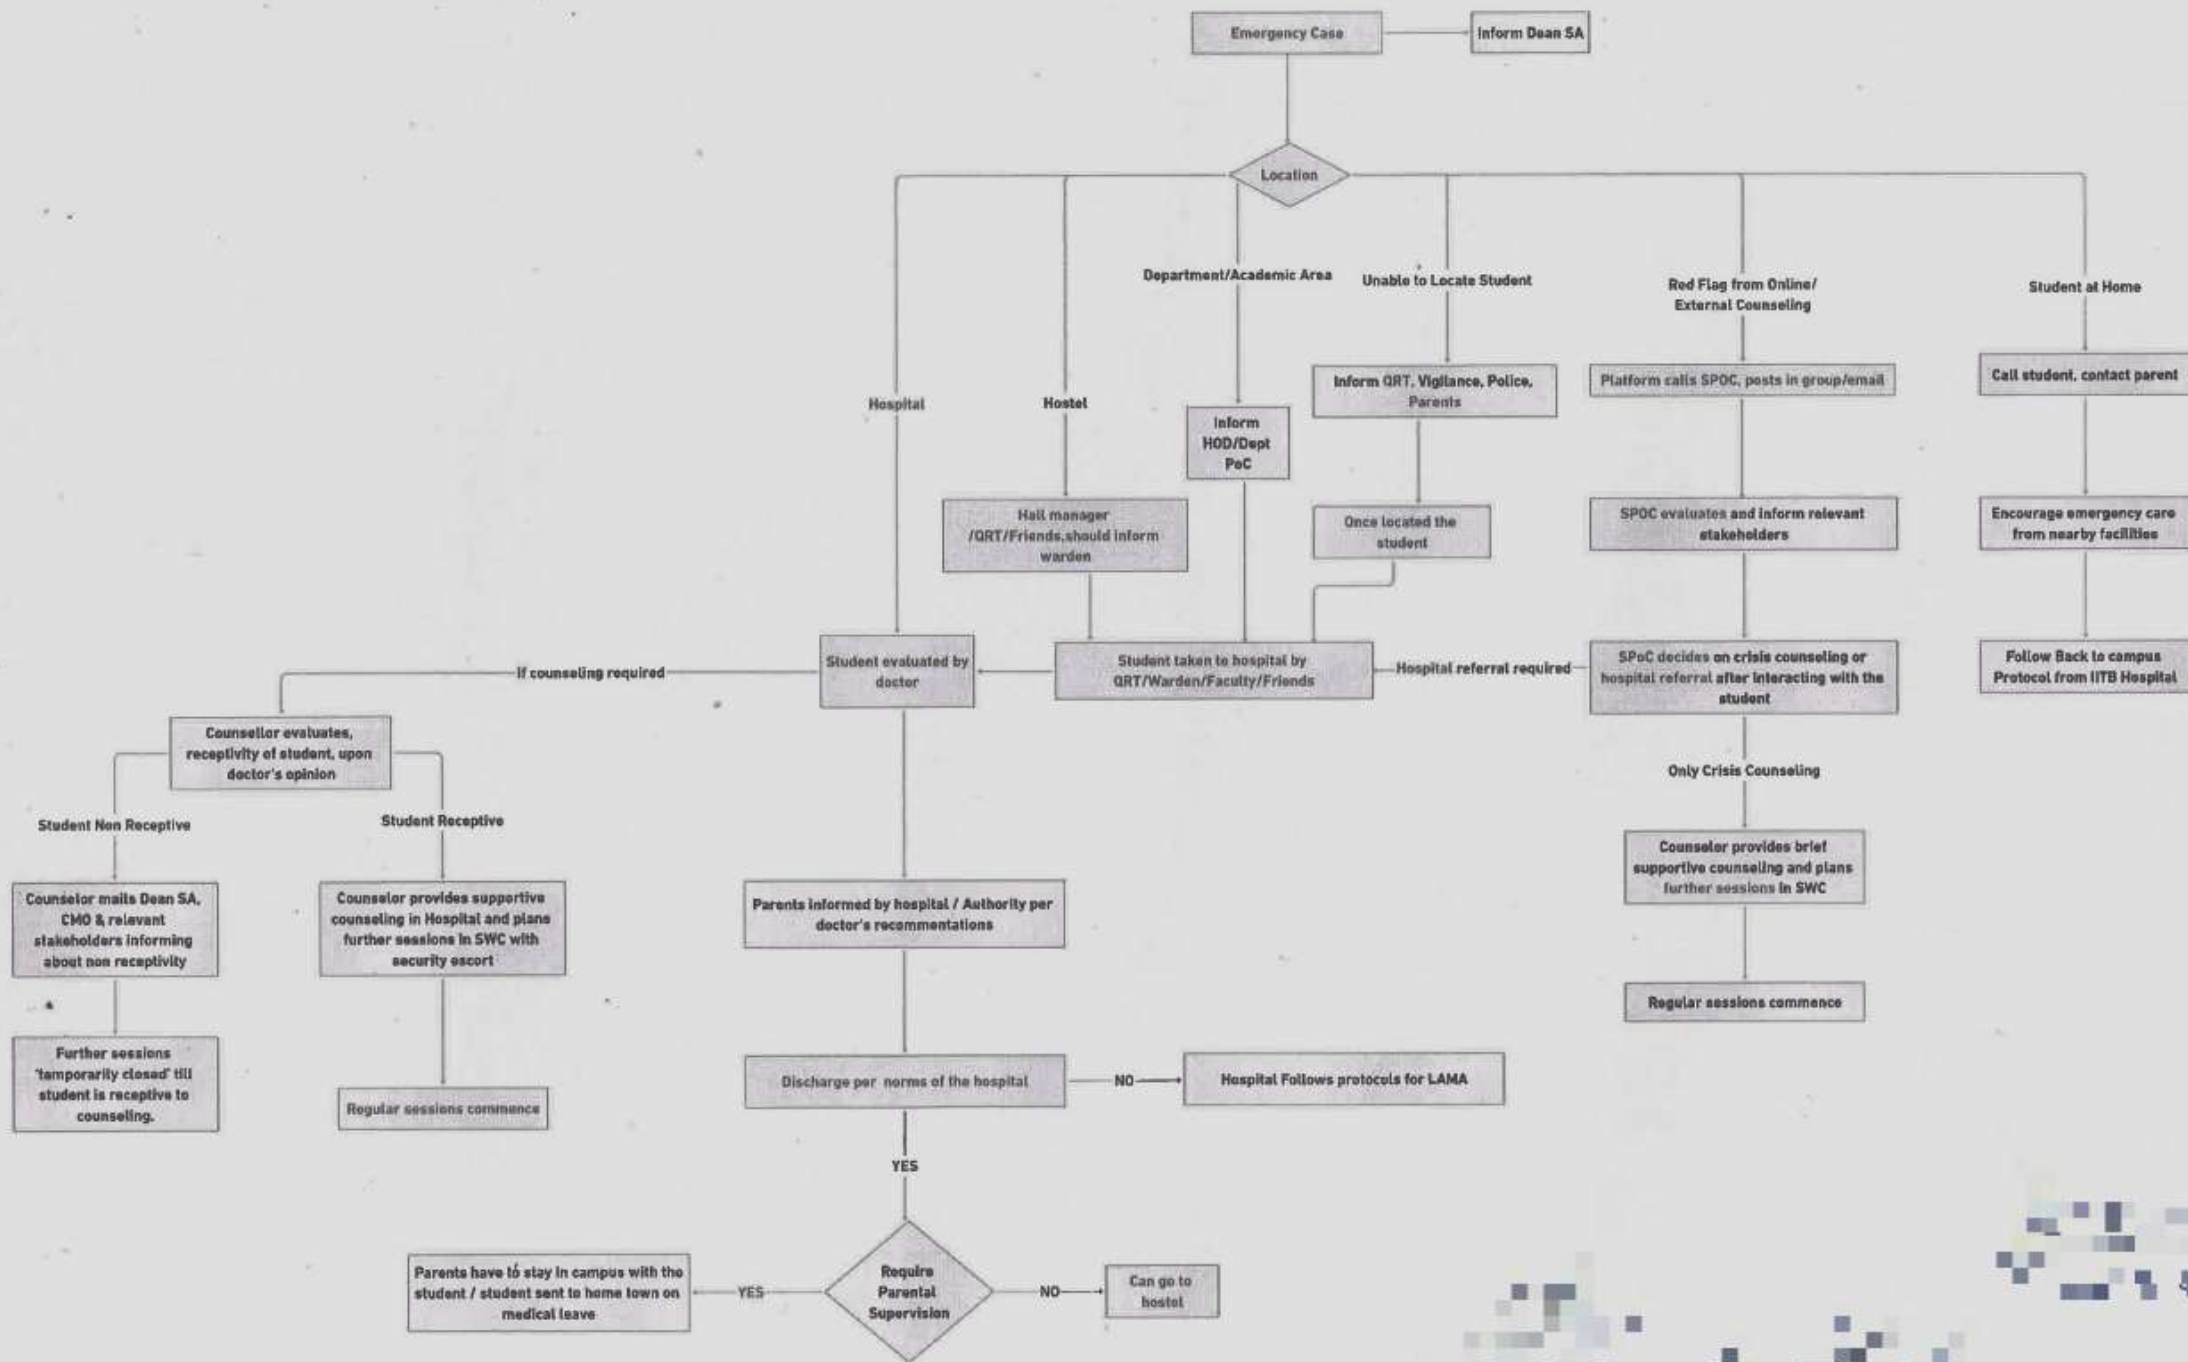 Emergency Case
Inform Dean SA
Location
Department/Academic Area
Unable to Locate Student
Red Flag from Online/
External Counseling
Student at Home
Hospital
Hostel
Inform
HOD/Dept
PoC
Inform QRT, Vigilance, Police,
Parents
Platform calls SPOC, posts in group/email
Call student, contact parent
Hall manager
/QRT/Friends,should inform
warden
Once located the
student
SPOC evaluates and inform relevant
stakeholders
Encourage emergency care
from nearby facilities
If counseling required
Student evaluated by
doctor
Student taken to hospital by
QRT/Warden/Faculty/Friends
Hospital referral required
SPoC decides on crisis counseling or
hospital referral after interacting with the
student
Follow Back to campus
Protocol from IITB Hospital
Counsellor evaluates,
receptivity of student, upon
doctor's opinion
Student Non Receptive
Student Receptive
Only Crisis Counseling
Counselor mails Dean SA,
CMO & relevant
stakeholders informing
about non receptivity
Counselor provides supportive
counseling in Hospital and plans
further sessions in SWC with
security escort
Parents informed by hospital / Authority per
doctor's recommentations
Counselor provides brief
supportive counseling and plans
further sessions in SWC
Further sessions
'temporarily closed' till
student is receptive to
counseling.
Regular sessions commence
Discharge per norms of the hospital
NO
Hospital Follows protocols for LAMA
Regular sessions commence
YES
Parents have to stay in campus with the
student / student sent to home town on
medical leave
YES
Require
Parental
Supervision
NO
Can go to
hostel